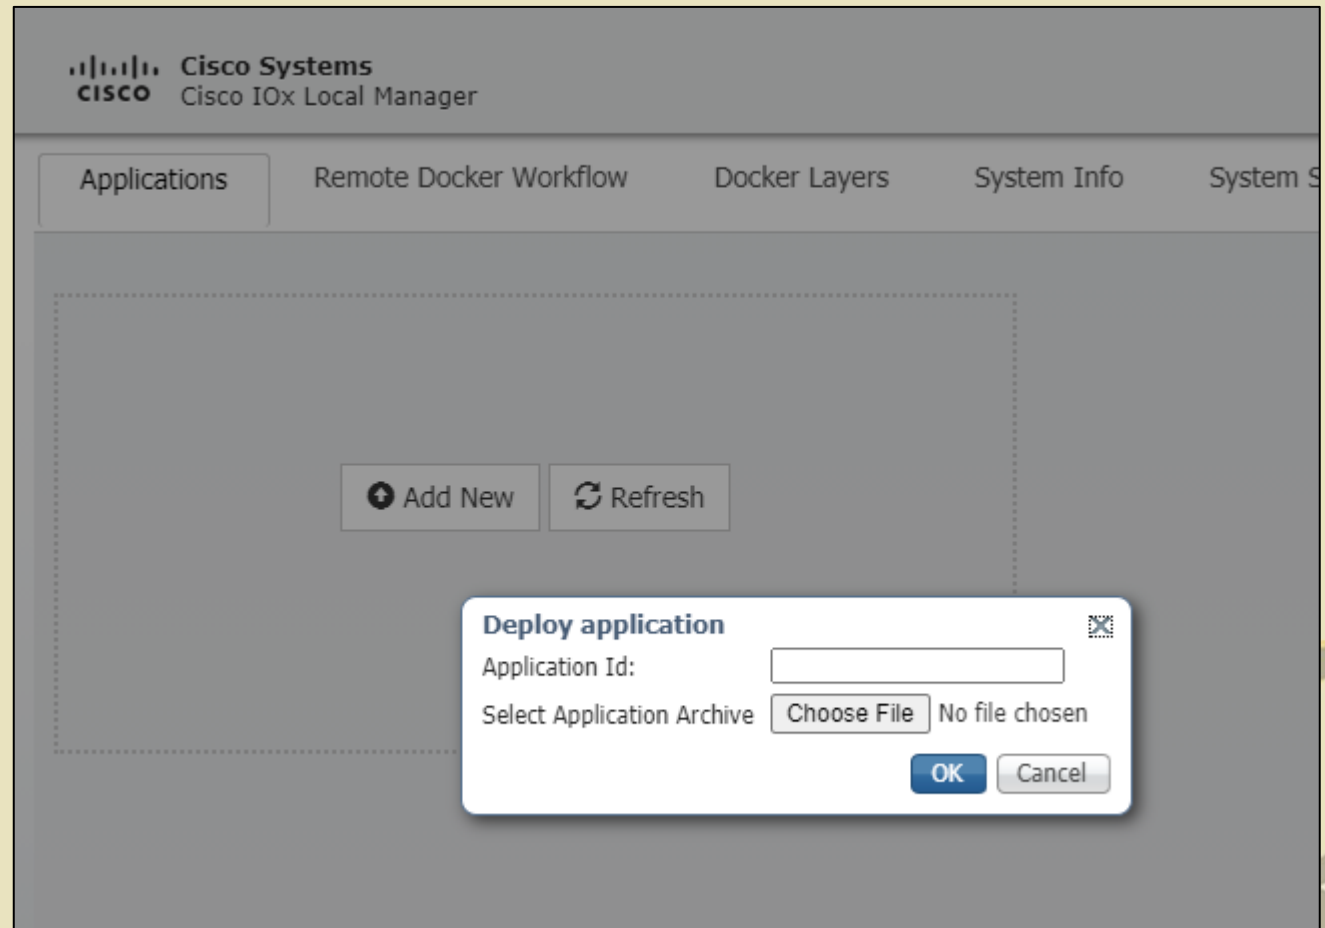 Cisco Systems
CISCO Cisco IOx Local Manager
Applications Remote Docker Workflow Docker Layers System Info System S
Add New Refresh
Deploy application
Application Id:
Select Application Archive Choose File No file chosen
OK Cancel